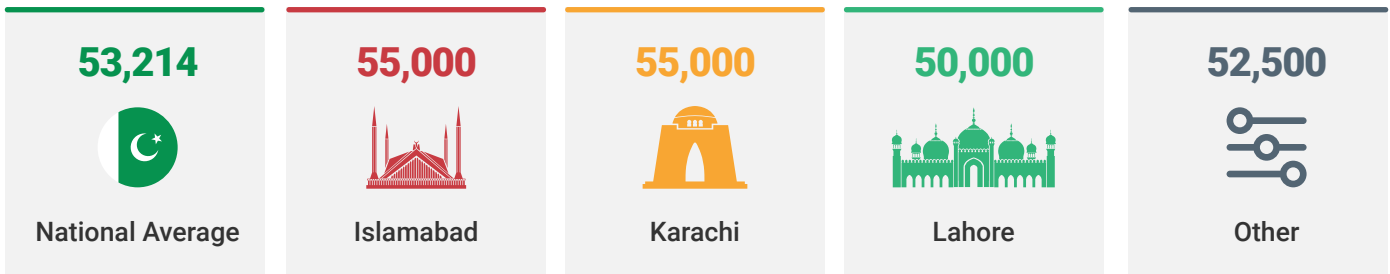 53,214
National Average
55,000
Islamabad
55,000
Karachi
50,000
Lahore
52,500
Other